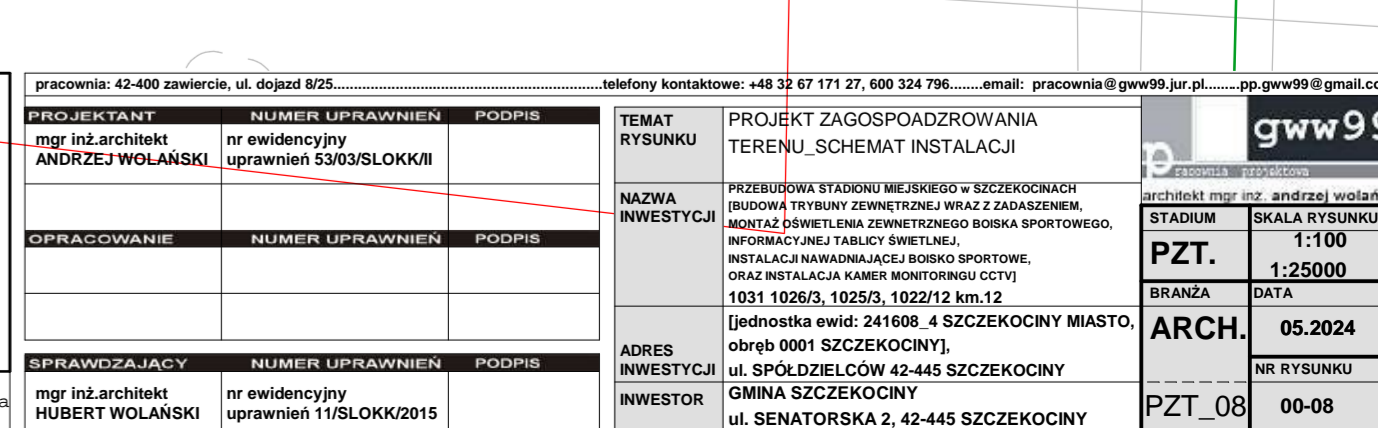 pracownia: 42-400 zawiercie, ul. dojazd 8/25............................................................telefony kontaktowe: +48 32 67 171 27, 600 324 796........email: pracownia@gww99.jur.pl........pp.gww99@gmail.co
PROJEKTANT NUMER UPRAWNIEŃ PODPIS
mgr inż.architekt nr ewidencyjny
ANDRZEJ WOLAŃSKI uprawnień 53/03/SLOKK/II
OPRACOWANIE NUMER UPRAWNIEŃ PODPIS
SPRAWDZAJĄCY NUMER UPRAWNIEŃ PODPIS
mgr inż.architekt nr ewidencyjny
HUBERT WOLAŃSKI uprawnień 11/SLOKK/2015
a
TEMAT RYSUNKU
PROJEKT ZAGOSPOADZROWANIA
TERENU_SCHEMAT INSTALACJI
NAZWA INWESTYCJI
PRZEBUDOWA STADIONU MIEJSKIEGO w SZCZEKOCINACH
[BUDOWA TRYBUNY ZEWNĘTRZNEJ WRAZ Z ZADASZENIEM,
MONTAŻ OŚWIETLENIA ZEWNETRZNEGO BOISKA SPORTOWEGO,
INFORMACYJNEJ TABLICY ŚWIETLNEJ,
INSTALACJI NAWADNIAJĄCEJ BOISKO SPORTOWE,
ORAZ INSTALACJA KAMER MONITORINGU CCTV]
1031 1026/3, 1025/3, 1022/12 km.12
ADRES INWESTYCJI
[jednostka ewid: 241608_4 SZCZEKOCINY MIASTO,
obręb 0001 SZCZEKOCINY],
ul. SPÓŁDZIELCÓW 42-445 SZCZEKOCINY
INWESTOR
GMINA SZCZEKOCINY
ul. SENATORSKA 2, 42-445 SZCZEKOCINY
gww99
pracownia projektowa
architekt mgr inż. andrzej wolań
STADIUM SKALA RYSUNKU
PZT. 1:100
1:25000
BRANŻA DATA
ARCH. 05.2024
NR RYSUNKU
PZT_08 00-08